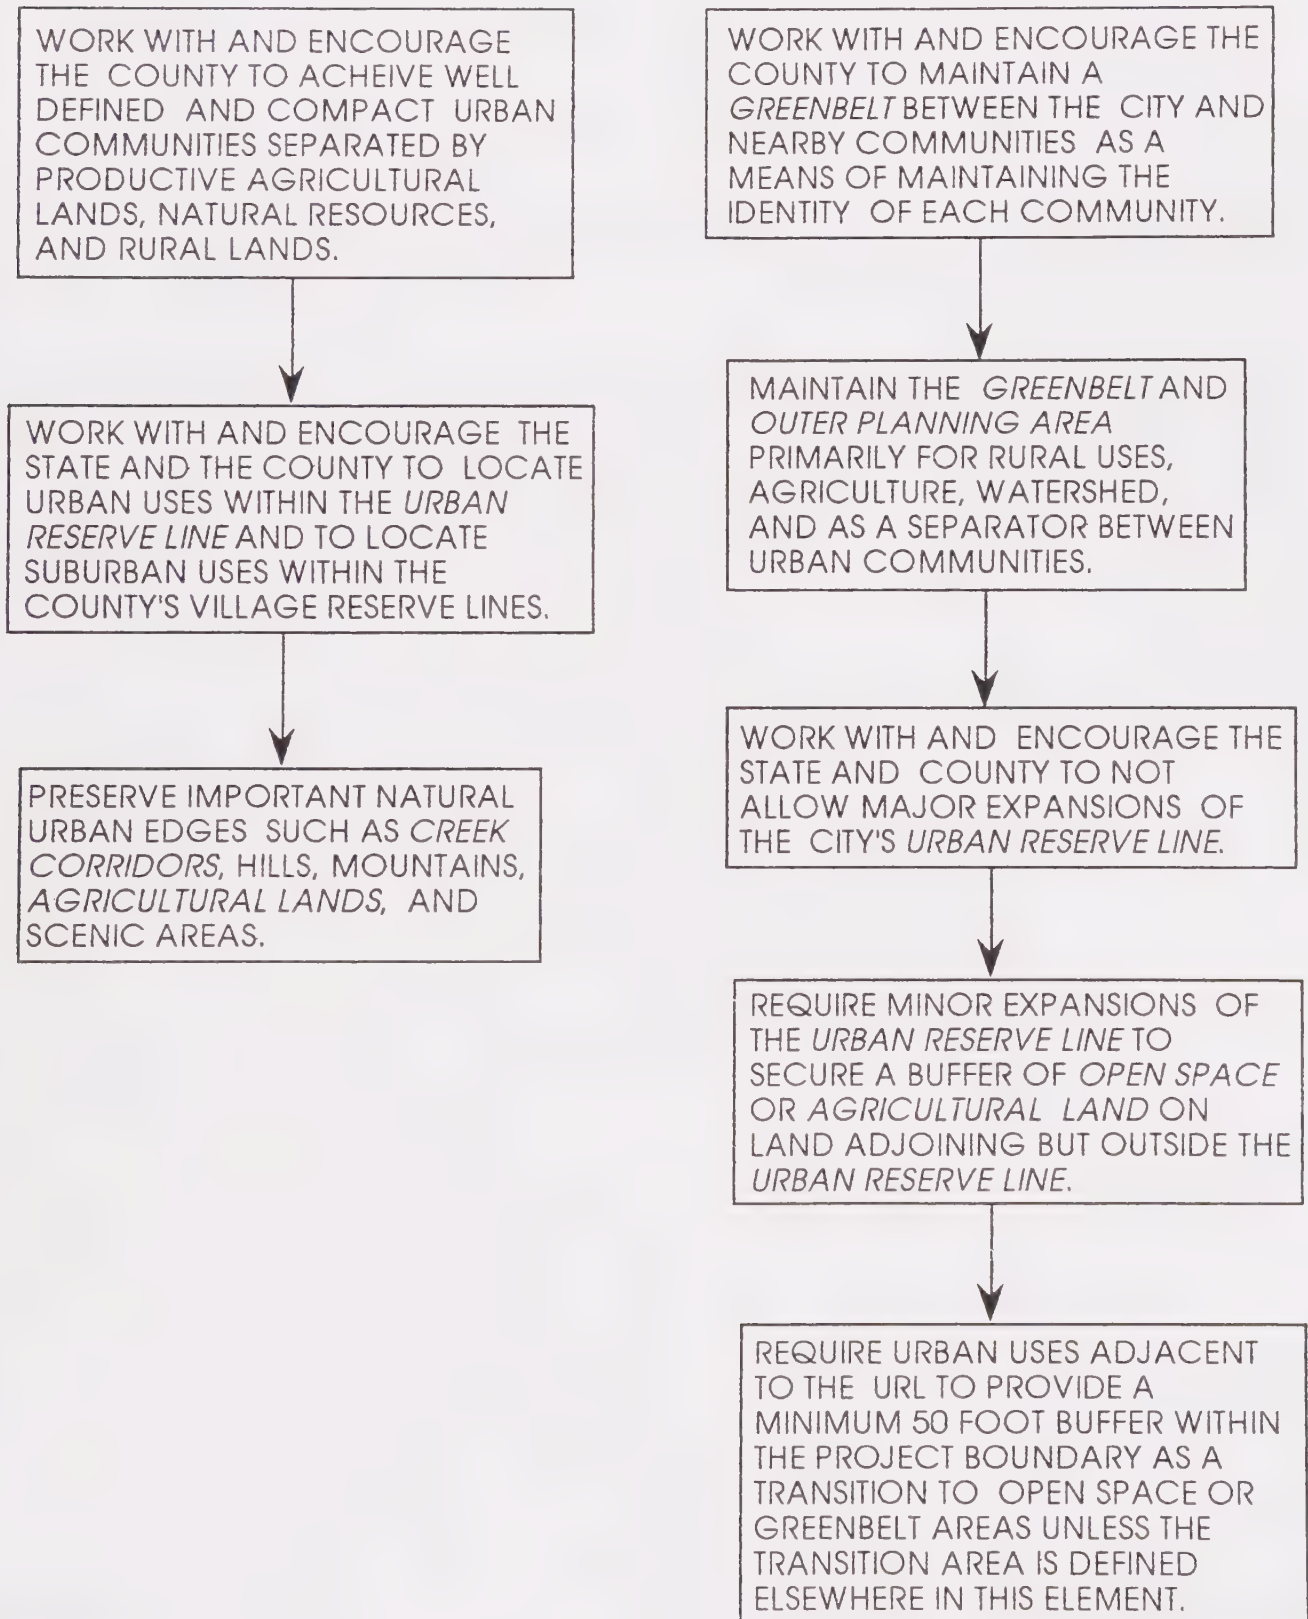 WORK WITH AND ENCOURAGE
THE COUNTY TO ACHEIVE WELL
DEFINED AND COMPACT URBAN
COMMUNITIES SEPARATED BY
PRODUCTIVE AGRICULTURAL
LANDS, NATURAL RESOURCES,
AND RURAL LANDS.
WORK WITH AND ENCOURAGE THE
STATE AND THE COUNTY TO LOCATE
URBAN USES WITHIN THE URBAN
RESERVE LINE AND TO LOCATE
SUBURBAN USES WITHIN THE
COUNTY'S VILLAGE RESERVE LINES.
PRESERVE IMPORTANT NATURAL
URBAN EDGES SUCH AS CREEK
CORRIDORS, HILLS, MOUNTAINS,
AGRICULTURAL LANDS, AND
SCENIC AREAS.
WORK WITH AND ENCOURAGE THE
COUNTY TO MAINTAIN A
GREENBELT BETWEEN THE CITY AND
NEARBY COMMUNITIES AS A
MEANS OF MAINTAINING THE
IDENTITY OF EACH COMMUNITY.
MAINTAIN THE GREENBELT AND
OUTER PLANNING AREA
PRIMARILY FOR RURAL USES,
AGRICULTURE, WATERSHED,
AND AS A SEPARATOR BETWEEN
URBAN COMMUNITIES.
WORK WITH AND ENCOURAGE THE
STATE AND COUNTY TO NOT
ALLOW MAJOR EXPANSIONS OF
THE CITY'S URBAN RESERVE LINE.
REQUIRE MINOR EXPANSIONS OF
THE URBAN RESERVE LINE TO
SECURE A BUFFER OF OPEN SPACE
OR AGRICULTURAL LAND ON
LAND ADJOINING BUT OUTSIDE THE
URBAN RESERVE LINE.
REQUIRE URBAN USES ADJACENT
TO THE URL TO PROVIDE A
MINIMUM 50 FOOT BUFFER WITHIN
THE PROJECT BOUNDARY AS A
TRANSITION TO OPEN SPACE OR
GREENBELT AREAS UNLESS THE
TRANSITION AREA IS DEFINED
ELSEWHERE IN THIS ELEMENT.